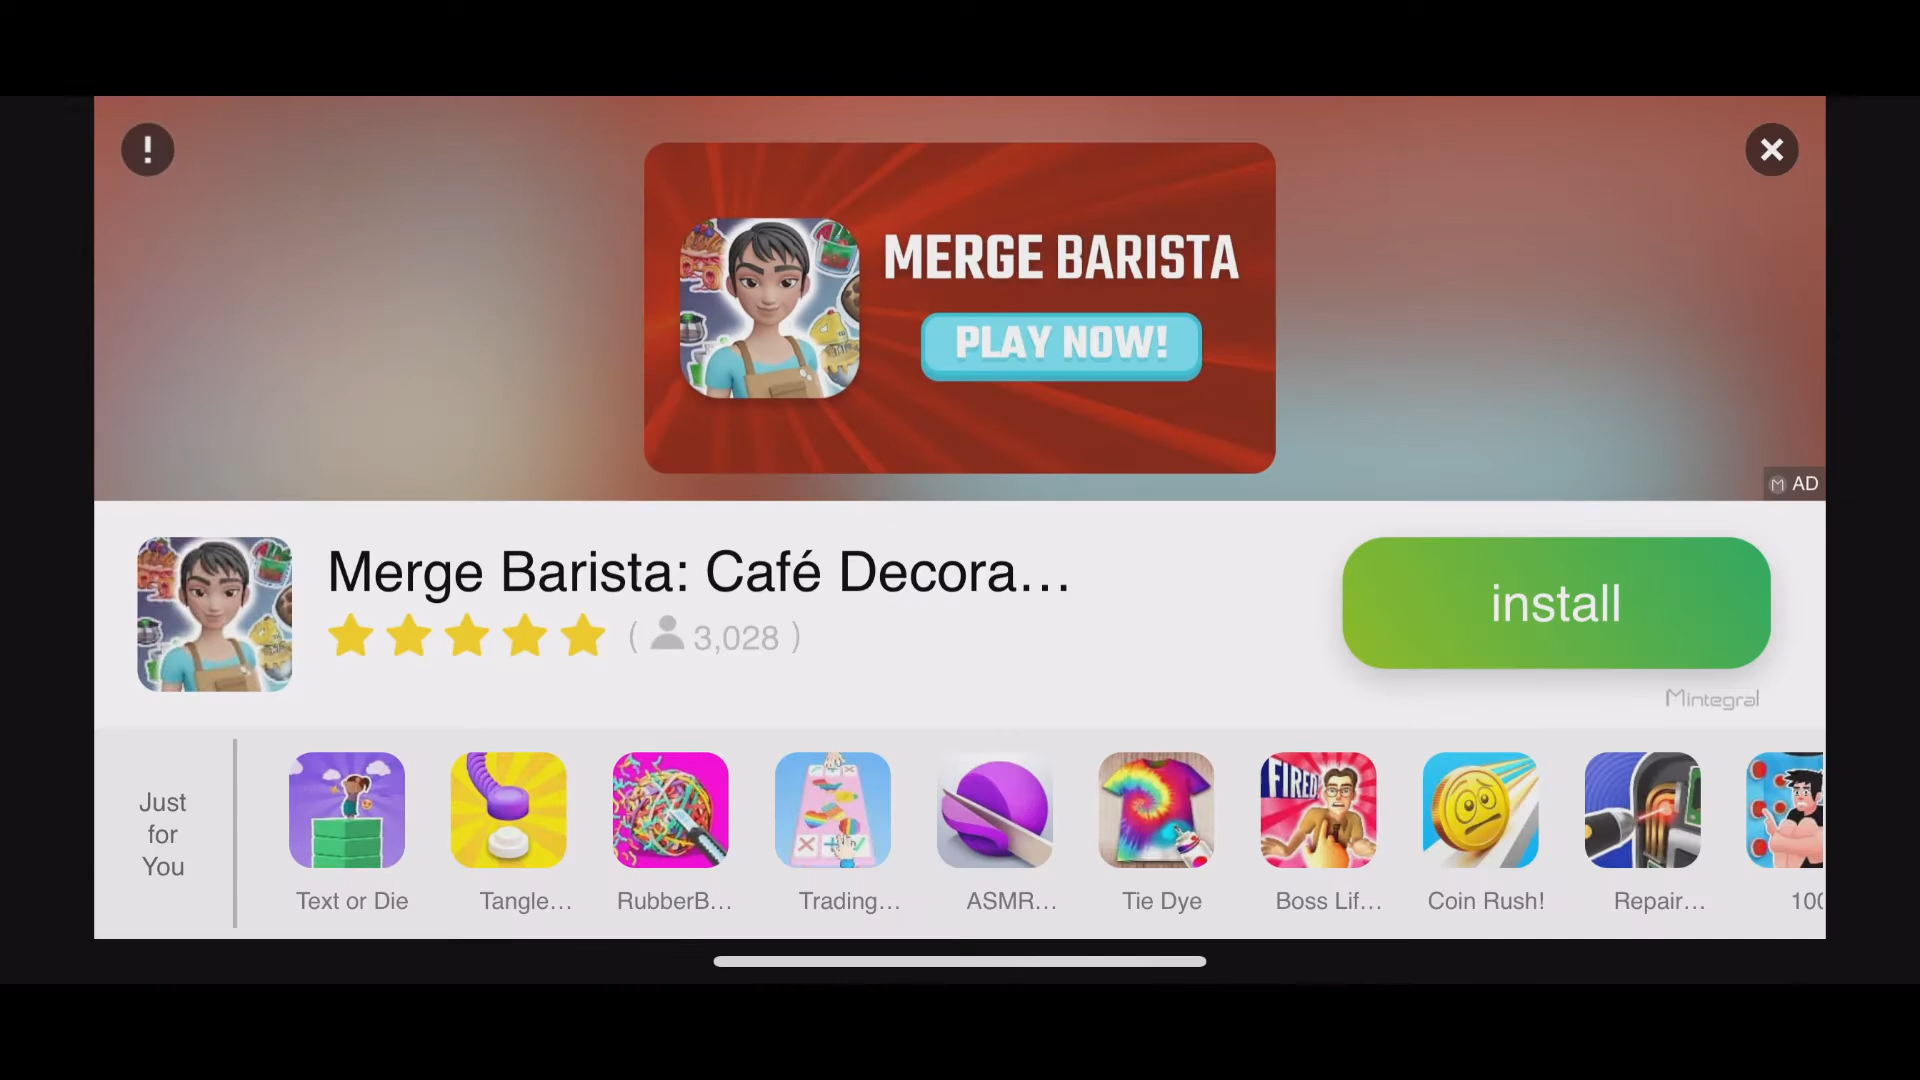 !
MERGE BARISTA
PLAY NOW!
M AD
Merge Barista: Café Decora...
( 3,028 )
install
Mintegral
Just
for
You
FIRED
Text or Die
Tangle...
RubberB...
Trading...
ASMR...
Tie Dye
Boss Lif...
Coin Rush!
Repair...
100